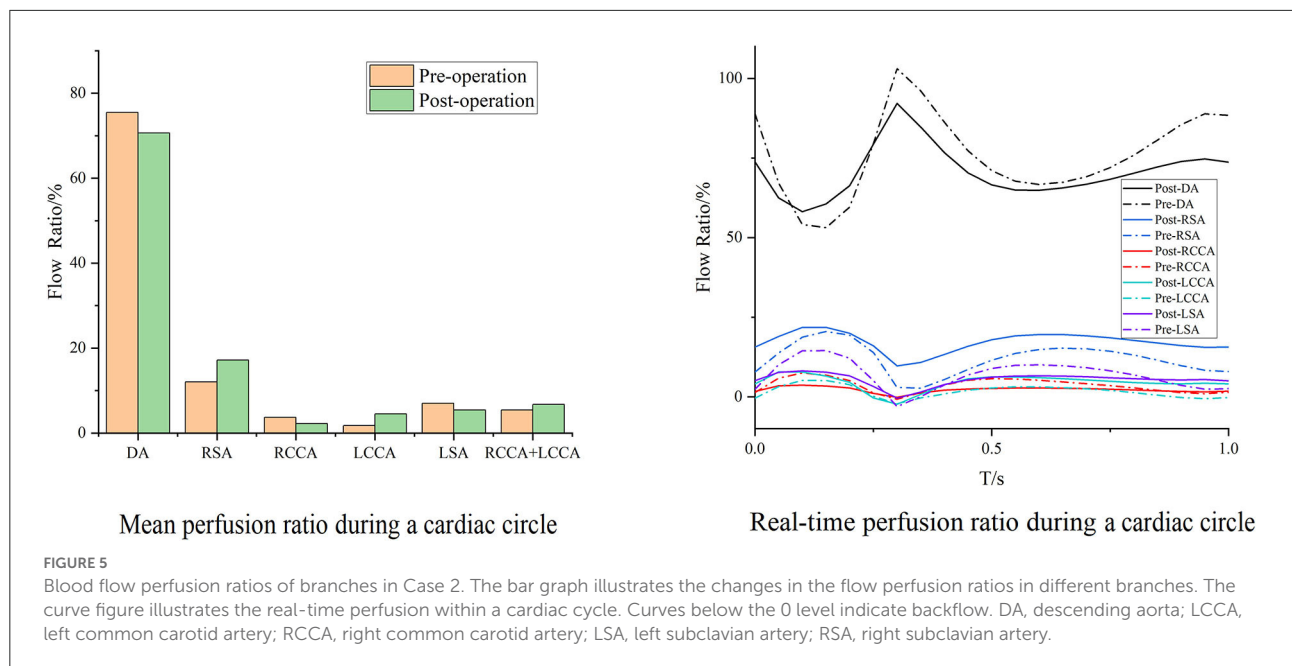 Pre-operation
Post-operation
80
60
40
20
0
Flow Ratio/%
DA
RSA
RCCA
LCCA
LSA
RCCA+LCCA
Mean perfusion ratio during a cardiac circle
100
50
0
Flow Ratio/%
Post-DA
Pre-DA
Post-RSA
Pre-RSA
Post-RCCA
Pre-RCCA
Post-LCCA
Pre-LCCA
Post-LSA
Pre-LSA
0.0
0.5
1.0
T/s
Real-time perfusion ratio during a cardiac circle
FIGURE 5
Blood flow perfusion ratios of branches in Case 2. The bar graph illustrates the changes in the flow perfusion ratios in different branches. The
curve figure illustrates the real-time perfusion within a cardiac cycle. Curves below the 0 level indicate backflow. DA, descending aorta; LCCA,
left common carotid artery; RCCA, right common carotid artery; LSA, left subclavian artery; RSA, right subclavian artery.